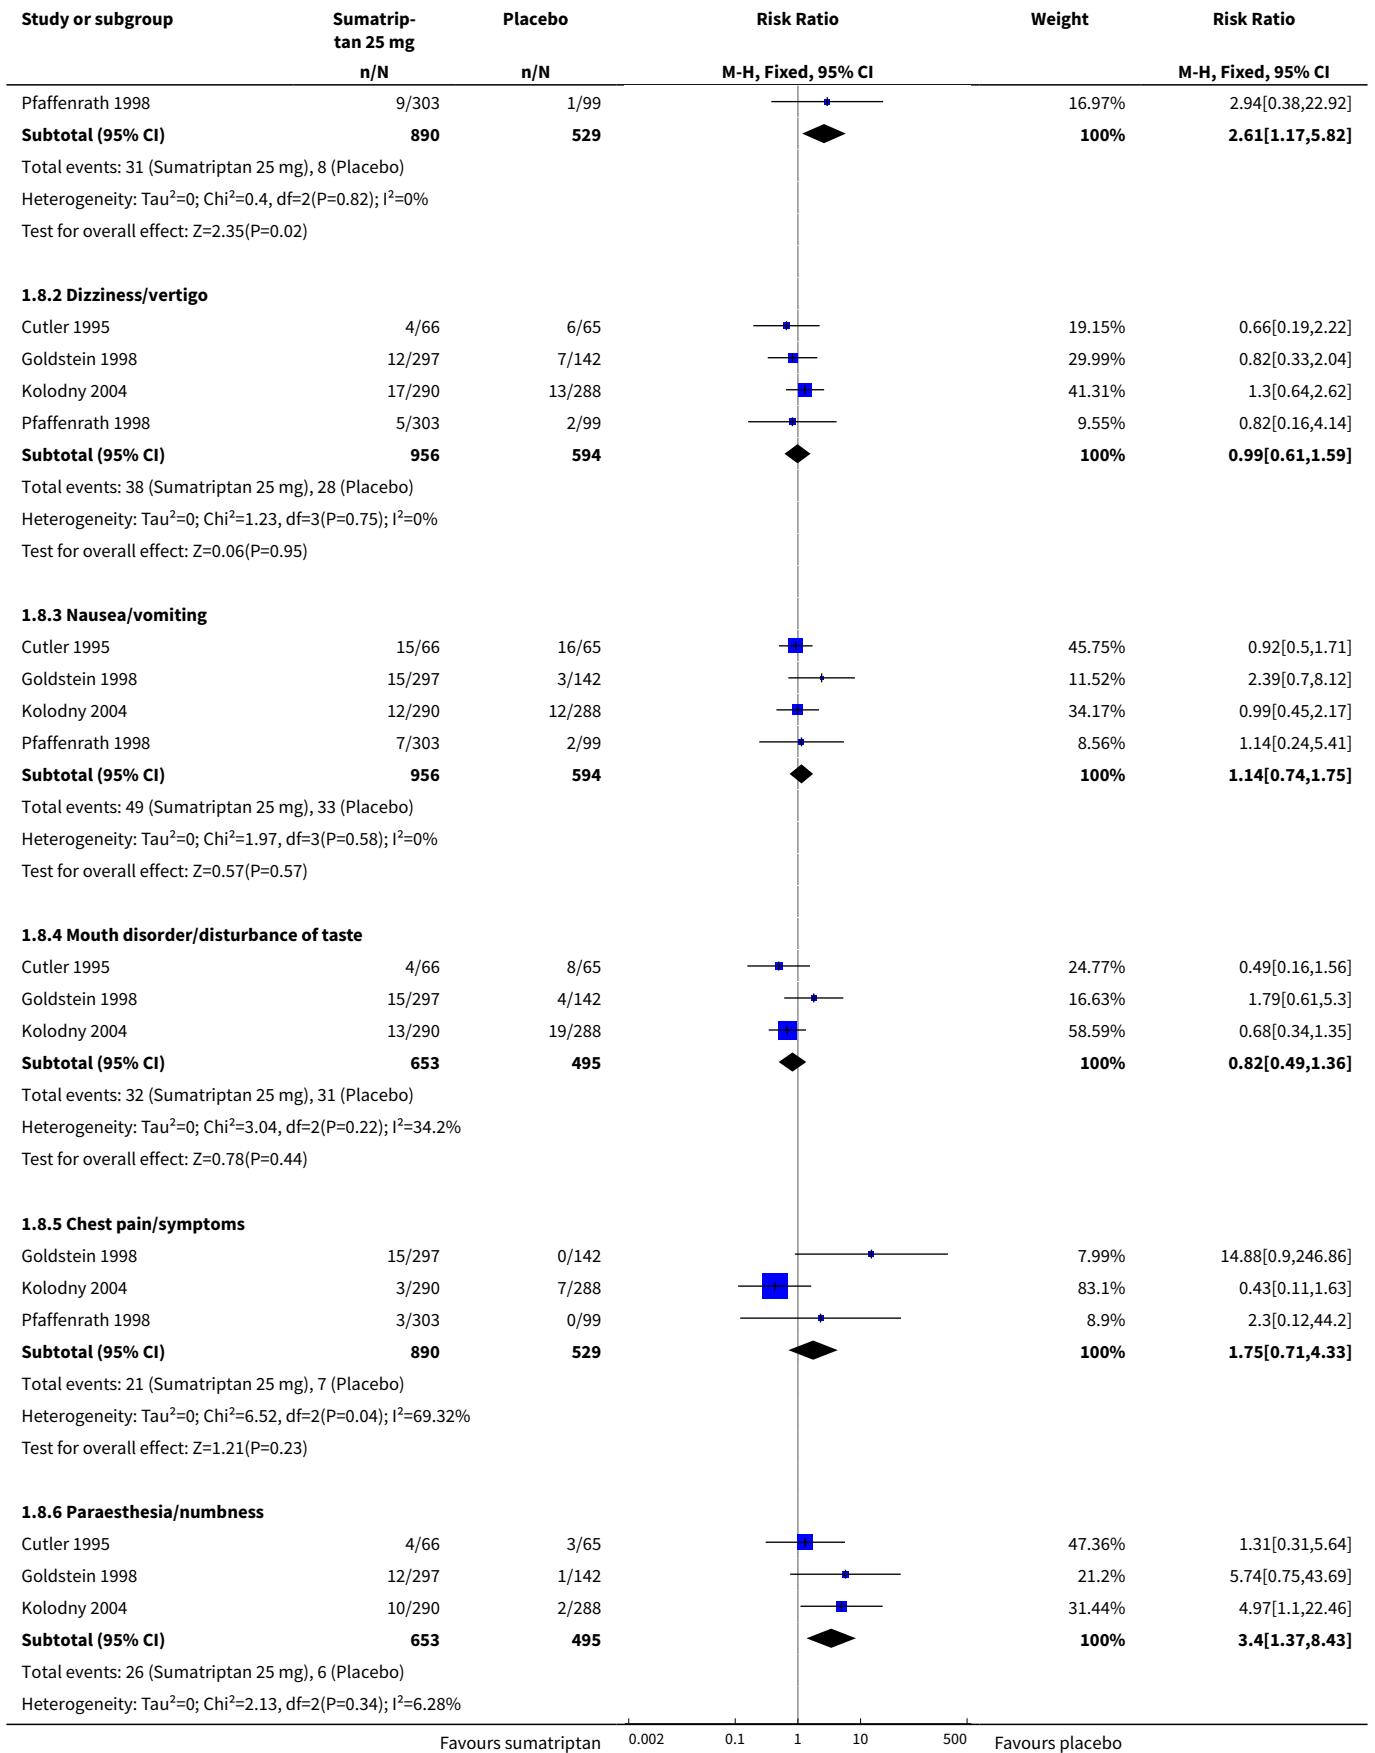 Study or subgroup Sumatrip- Placebo Risk Ratio Weight Risk Ratio
tan 25 mg
n/N n/N M-H, Fixed, 95% CI M-H, Fixed, 95% CI
Pfaffenrath 1998 9/303 1/99 16.97% 2.94[0.38,22.92]
Subtotal (95% CI) 890 529 100% 2.61[1.17,5.82]
Total events: 31 (Sumatriptan 25 mg), 8 (Placebo)
Heterogeneity: Tau²=0; Chi²=0.4, df=2(P=0.82); I²=0%
Test for overall effect: Z=2.35(P=0.02)
1.8.2 Dizziness/vertigo
Cutler 1995 4/66 6/65 19.15% 0.66[0.19,2.22]
Goldstein 1998 12/297 7/142 29.99% 0.82[0.33,2.04]
Kolodny 2004 17/290 13/288 41.31% 1.3[0.64,2.62]
Pfaffenrath 1998 5/303 2/99 9.55% 0.82[0.16,4.14]
Subtotal (95% CI) 956 594 100% 0.99[0.61,1.59]
Total events: 38 (Sumatriptan 25 mg), 28 (Placebo)
Heterogeneity: Tau²=0; Chi²=1.23, df=3(P=0.75); I²=0%
Test for overall effect: Z=0.06(P=0.95)
1.8.3 Nausea/vomiting
Cutler 1995 15/66 16/65 45.75% 0.92[0.5,1.71]
Goldstein 1998 15/297 3/142 11.52% 2.39[0.7,8.12]
Kolodny 2004 12/290 12/288 34.17% 0.99[0.45,2.17]
Pfaffenrath 1998 7/303 2/99 8.56% 1.14[0.24,5.41]
Subtotal (95% CI) 956 594 100% 1.14[0.74,1.75]
Total events: 49 (Sumatriptan 25 mg), 33 (Placebo)
Heterogeneity: Tau²=0; Chi²=1.97, df=3(P=0.58); I²=0%
Test for overall effect: Z=0.57(P=0.57)
1.8.4 Mouth disorder/disturbance of taste
Cutler 1995 4/66 8/65 24.77% 0.49[0.16,1.56]
Goldstein 1998 15/297 4/142 16.63% 1.79[0.61,5.3]
Kolodny 2004 13/290 19/288 58.59% 0.68[0.34,1.35]
Subtotal (95% CI) 653 495 100% 0.82[0.49,1.36]
Total events: 32 (Sumatriptan 25 mg), 31 (Placebo)
Heterogeneity: Tau²=0; Chi²=3.04, df=2(P=0.22); I²=34.2%
Test for overall effect: Z=0.78(P=0.44)
1.8.5 Chest pain/symptoms
Goldstein 1998 15/297 0/142 7.99% 14.88[0.9,246.86]
Kolodny 2004 3/290 7/288 83.1% 0.43[0.11,1.63]
Pfaffenrath 1998 3/303 0/99 8.9% 2.3[0.12,44.2]
Subtotal (95% CI) 890 529 100% 1.75[0.71,4.33]
Total events: 21 (Sumatriptan 25 mg), 7 (Placebo)
Heterogeneity: Tau²=0; Chi²=6.52, df=2(P=0.04); I²=69.32%
Test for overall effect: Z=1.21(P=0.23)
1.8.6 Paraesthesia/numbness
Cutler 1995 4/66 3/65 47.36% 1.31[0.31,5.64]
Goldstein 1998 12/297 1/142 21.2% 5.74[0.75,43.69]
Kolodny 2004 10/290 2/288 31.44% 4.97[1.1,22.46]
Subtotal (95% CI) 653 495 100% 3.4[1.37,8.43]
Total events: 26 (Sumatriptan 25 mg), 6 (Placebo)
Heterogeneity: Tau²=0; Chi²=2.13, df=2(P=0.34); I²=6.28%
Favours sumatriptan 0.002 0.1 1 10 500 Favours placebo